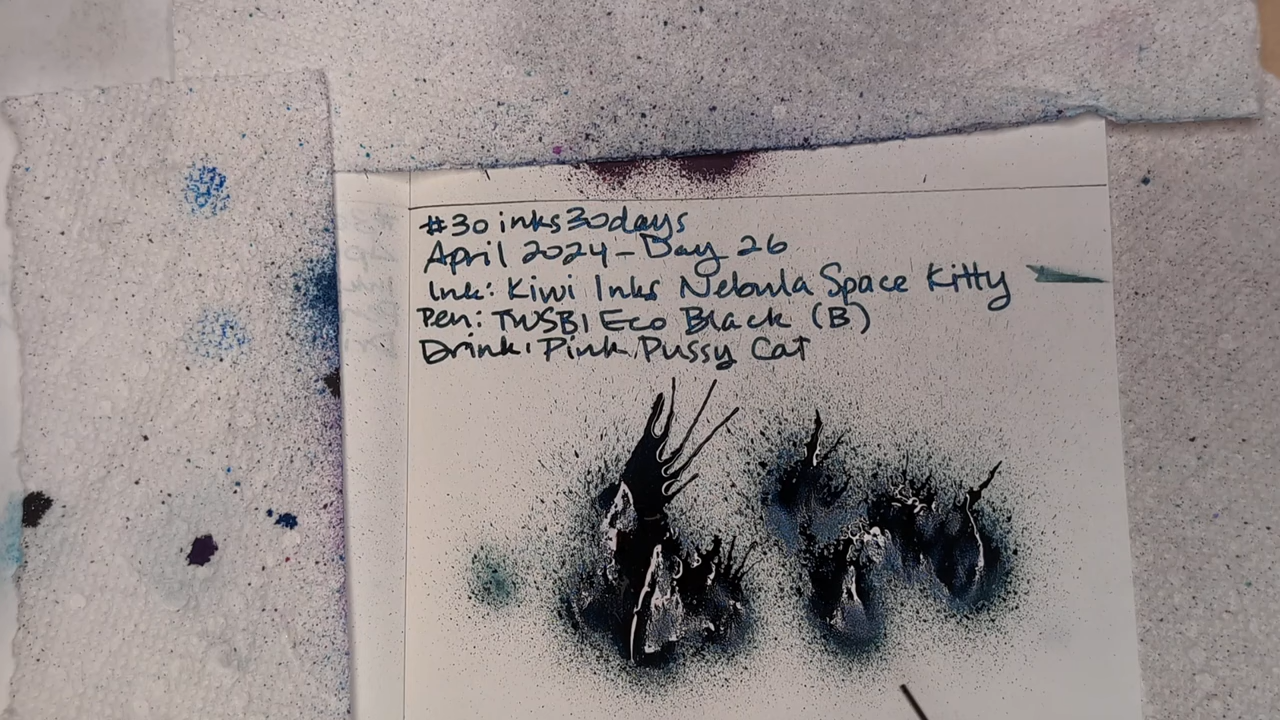 #30inks30days
April 2024 - Day 26
Ink: Kiwi Inks Nebula Space Kitty
Pen: TWSBI Eco Black (B)
Drink: Pink Pussy Cat